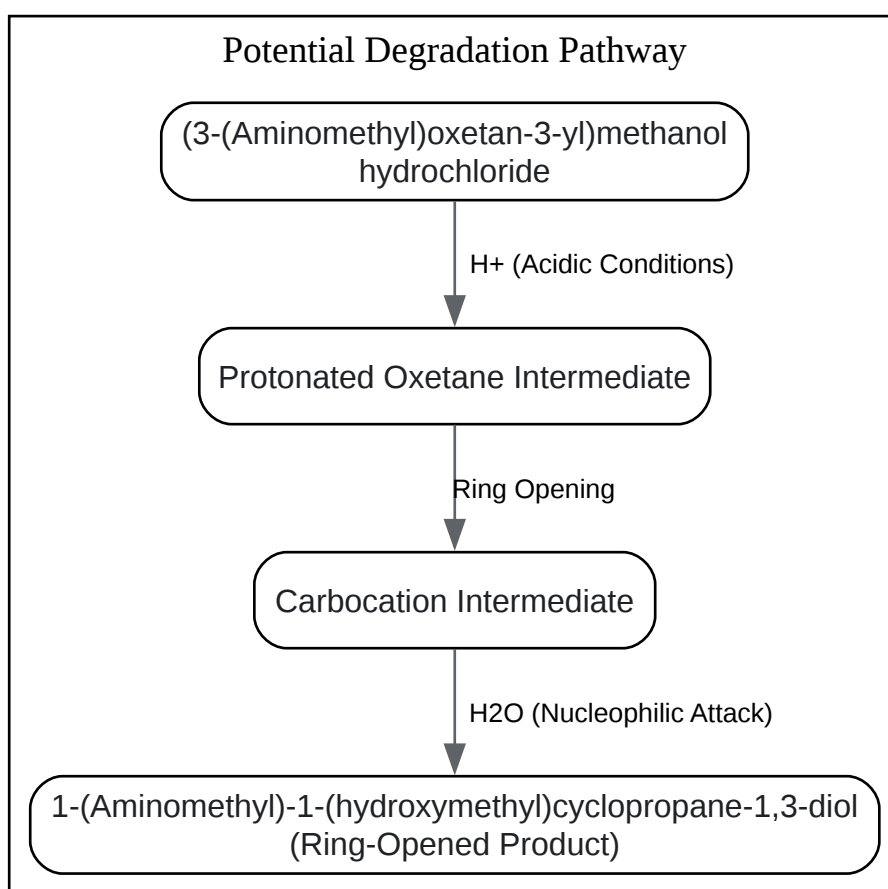 Potential Degradation Pathway
(3-(Aminomethyl)oxetan-3-yl)methanol
hydrochloride
H+ (Acidic Conditions)
Protonated Oxetane Intermediate
Ring Opening
Carbocation Intermediate
H2O (Nucleophilic Attack)
1-(Aminomethyl)-1-(hydroxymethyl)cyclopropane-1,3-diol
(Ring-Opened Product)